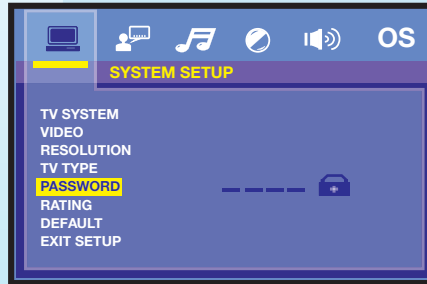 OS
SYSTEM SETUP
TV SYSTEM
VIDEO
RESOLUTION
TV TYPE
PASSWORD
RATING
DEFAULT
EXIT SETUP